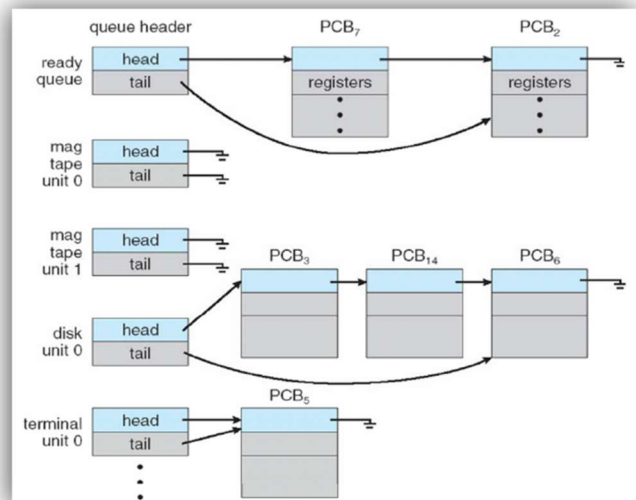 queue header
PCB₇
PCB₂
ready
queue
head
tail
registers
registers
mag
tape
unit 0
head
tail
mag
tape
unit 1
head
tail
PCB₃
PCB₁₄
PCB₆
disk
unit 0
head
tail
PCB₅
terminal
unit 0
head
tail